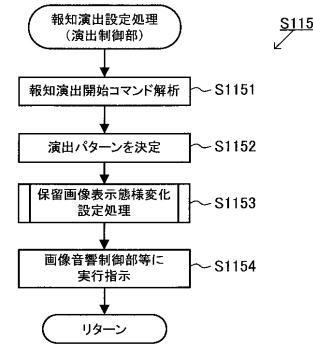 報知演出設定処理
(演出制御部)
S115
報知演出開始コマンド解析
S1151
演出パターンを決定
S1152
保留画像表示態様変化
設定処理
S1153
画像音響制御部等に
実行指示
S1154
リターン